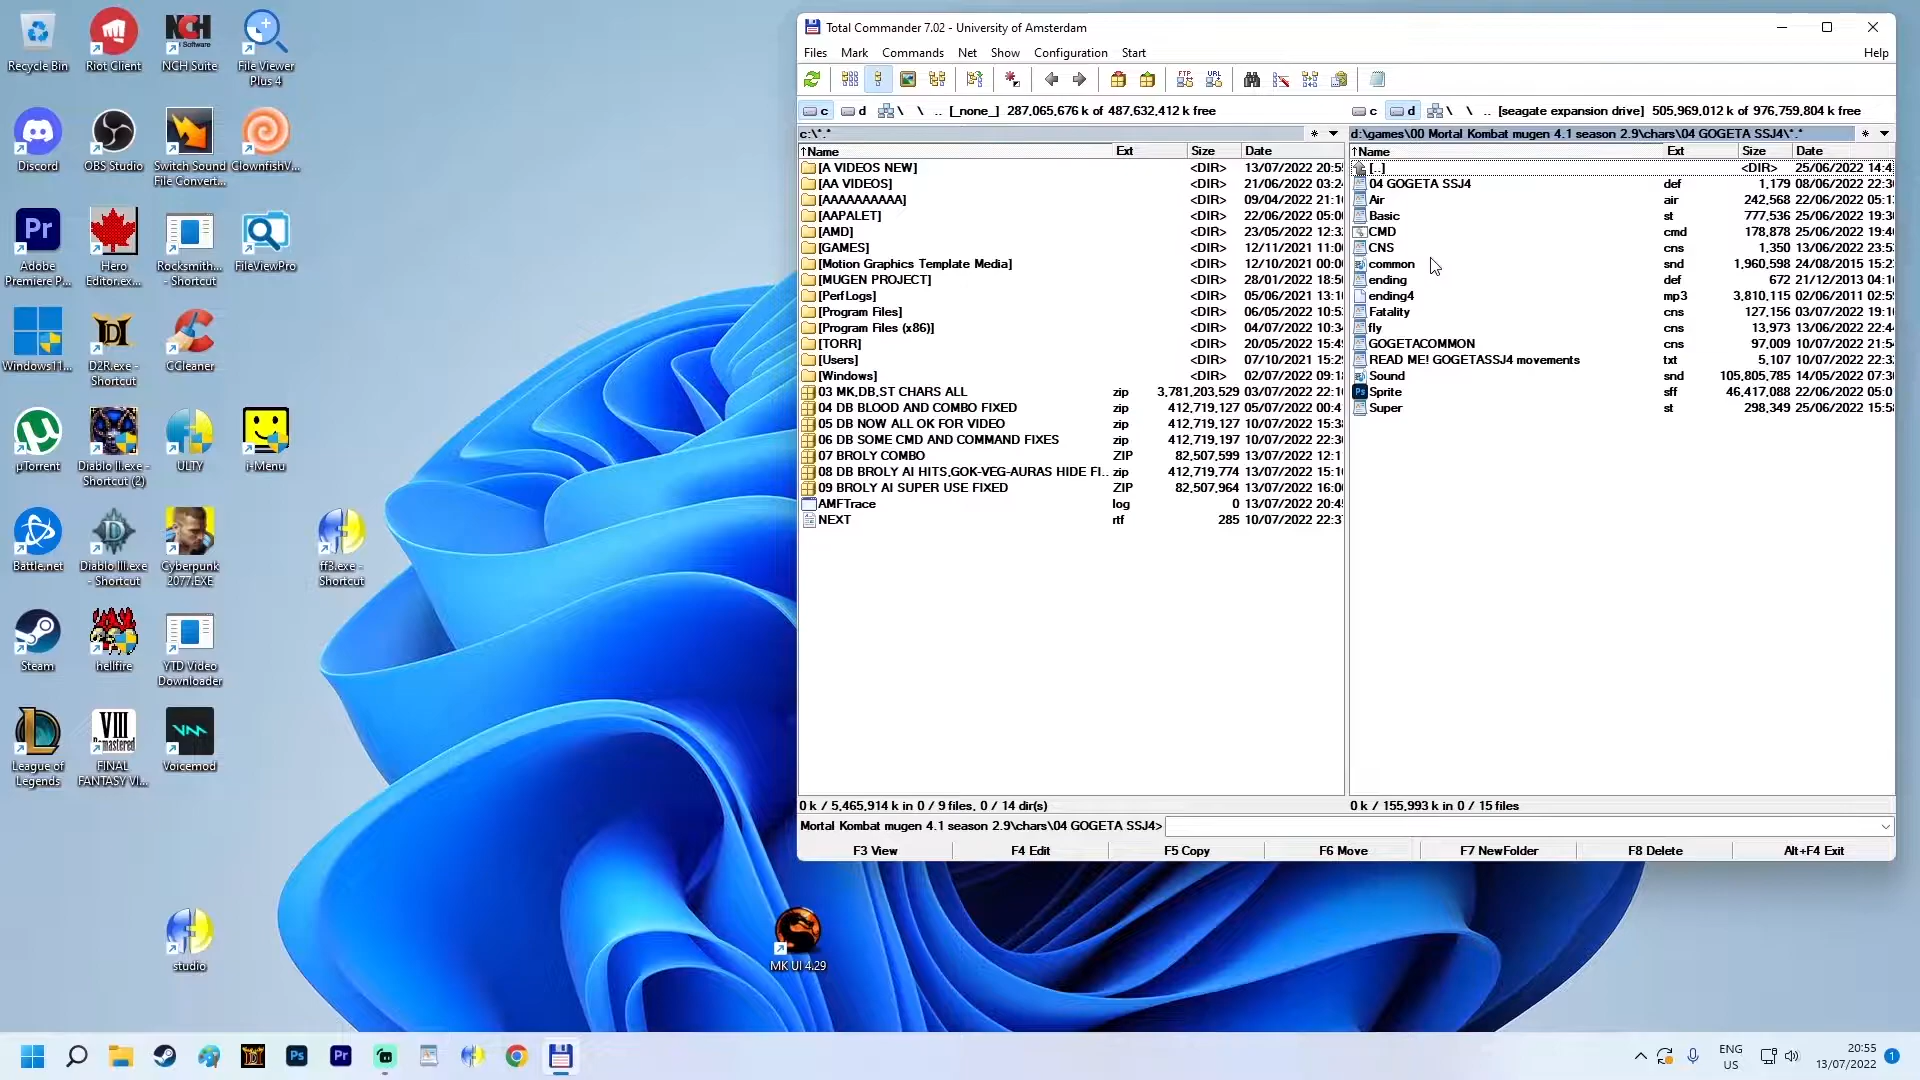 Recycle Bin
Riot Client
NCH Suite
File Viewer
Plus 4
Discord
OBS Studio
Switch Sound
File Convert...
ClownfishV...
Adobe
Premiere P...
Hero
Editor.ex...
Rocksmith...
- Shortcut
FileViewPro
Windows11...
D2R.exe -
Shortcut
CCleaner
µTorrent
Diablo II.exe -
Shortcut (2)
ULTY
i-Menu
Battle.net
Diablo III.exe
- Shortcut
Cyberpunk
2077.EXE
ff3.exe -
Shortcut
Steam
hellfire
YTD Video
Downloader
League of
Legends
FINAL
FANTASY VI...
Voicemod
studio
MK UI 4.29
Total Commander 7.02 - University of Amsterdam
Files Mark Commands Net Show Configuration Start Help
c d \ .. [_none_] 287,065,676 k of 487,632,412 k free
c:\*.*
↑Name Ext Size Date
[A VIDEOS NEW] <DIR> 13/07/2022 20:5
[AA VIDEOS] <DIR> 21/06/2022 03:2
[AAAAAAAAAA] <DIR> 09/04/2022 21:1
[AAPALET] <DIR> 22/06/2022 05:0
[AMD] <DIR> 23/05/2022 12:3
[GAMES] <DIR> 12/11/2021 11:0
[Motion Graphics Template Media] <DIR> 12/10/2021 00:0
[MUGEN PROJECT] <DIR> 28/01/2022 18:5
[PerfLogs] <DIR> 05/06/2021 13:1
[Program Files] <DIR> 06/05/2022 10:5
[Program Files (x86)] <DIR> 04/07/2022 10:3
[TORR] <DIR> 20/05/2022 15:4
[Users] <DIR> 07/10/2021 15:2
[Windows] <DIR> 02/07/2022 09:1
03 MK,DB,ST CHARS ALL zip 3,781,203,529 03/07/2022 22:1
04 DB BLOOD AND COMBO FIXED zip 412,719,127 05/07/2022 00:4
05 DB NOW ALL OK FOR VIDEO zip 412,719,127 10/07/2022 15:3
06 DB SOME CMD AND COMMAND FIXES zip 412,719,197 10/07/2022 22:3
07 BROLY COMBO ZIP 82,507,599 13/07/2022 12:1
08 DB BROLY AI HITS,GOK-VEG-AURAS HIDE FI... zip 412,719,774 13/07/2022 15:1
09 BROLY AI SUPER USE FIXED ZIP 82,507,964 13/07/2022 16:0
AMFTrace log 0 13/07/2022 20:4
NEXT rtf 285 10/07/2022 22:3
0 k / 5,465,914 k in 0 / 9 files, 0 / 14 dir(s)
c d \ .. [seagate expansion drive] 505,969,012 k of 976,759,804 k free
d:\games\00 Mortal Kombat mugen 4.1 season 2.9\chars\04 GOGETA SSJ4\*.*
↑Name Ext Size Date
[..] <DIR> 25/06/2022 14:4
04 GOGETA SSJ4 def 1,179 08/06/2022 22:3
Air air 242,568 22/06/2022 05:1
Basic st 777,536 25/06/2022 19:3
CMD cmd 178,878 25/06/2022 19:4
CNS cns 1,350 13/06/2022 23:5
common snd 1,960,598 24/08/2015 15:2
ending def 672 21/12/2013 04:1
ending4 mp3 3,810,115 02/06/2011 02:5
Fatality cns 127,156 03/07/2022 19:1
fly cns 13,973 13/06/2022 22:4
GOGETACOMMON cns 97,009 10/07/2022 21:5
READ ME! GOGETASSJ4 movements txt 5,107 10/07/2022 22:3
Sound snd 105,805,785 14/05/2022 07:3
Sprite sff 46,417,088 22/06/2022 05:0
Super st 298,349 25/06/2022 15:5
0 k / 155,993 k in 0 / 15 files
Mortal Kombat mugen 4.1 season 2.9\chars\04 GOGETA SSJ4>
F3 View F4 Edit F5 Copy F6 Move F7 NewFolder F8 Delete Alt+F4 Exit
ENG
US
20:55
13/07/2022
1